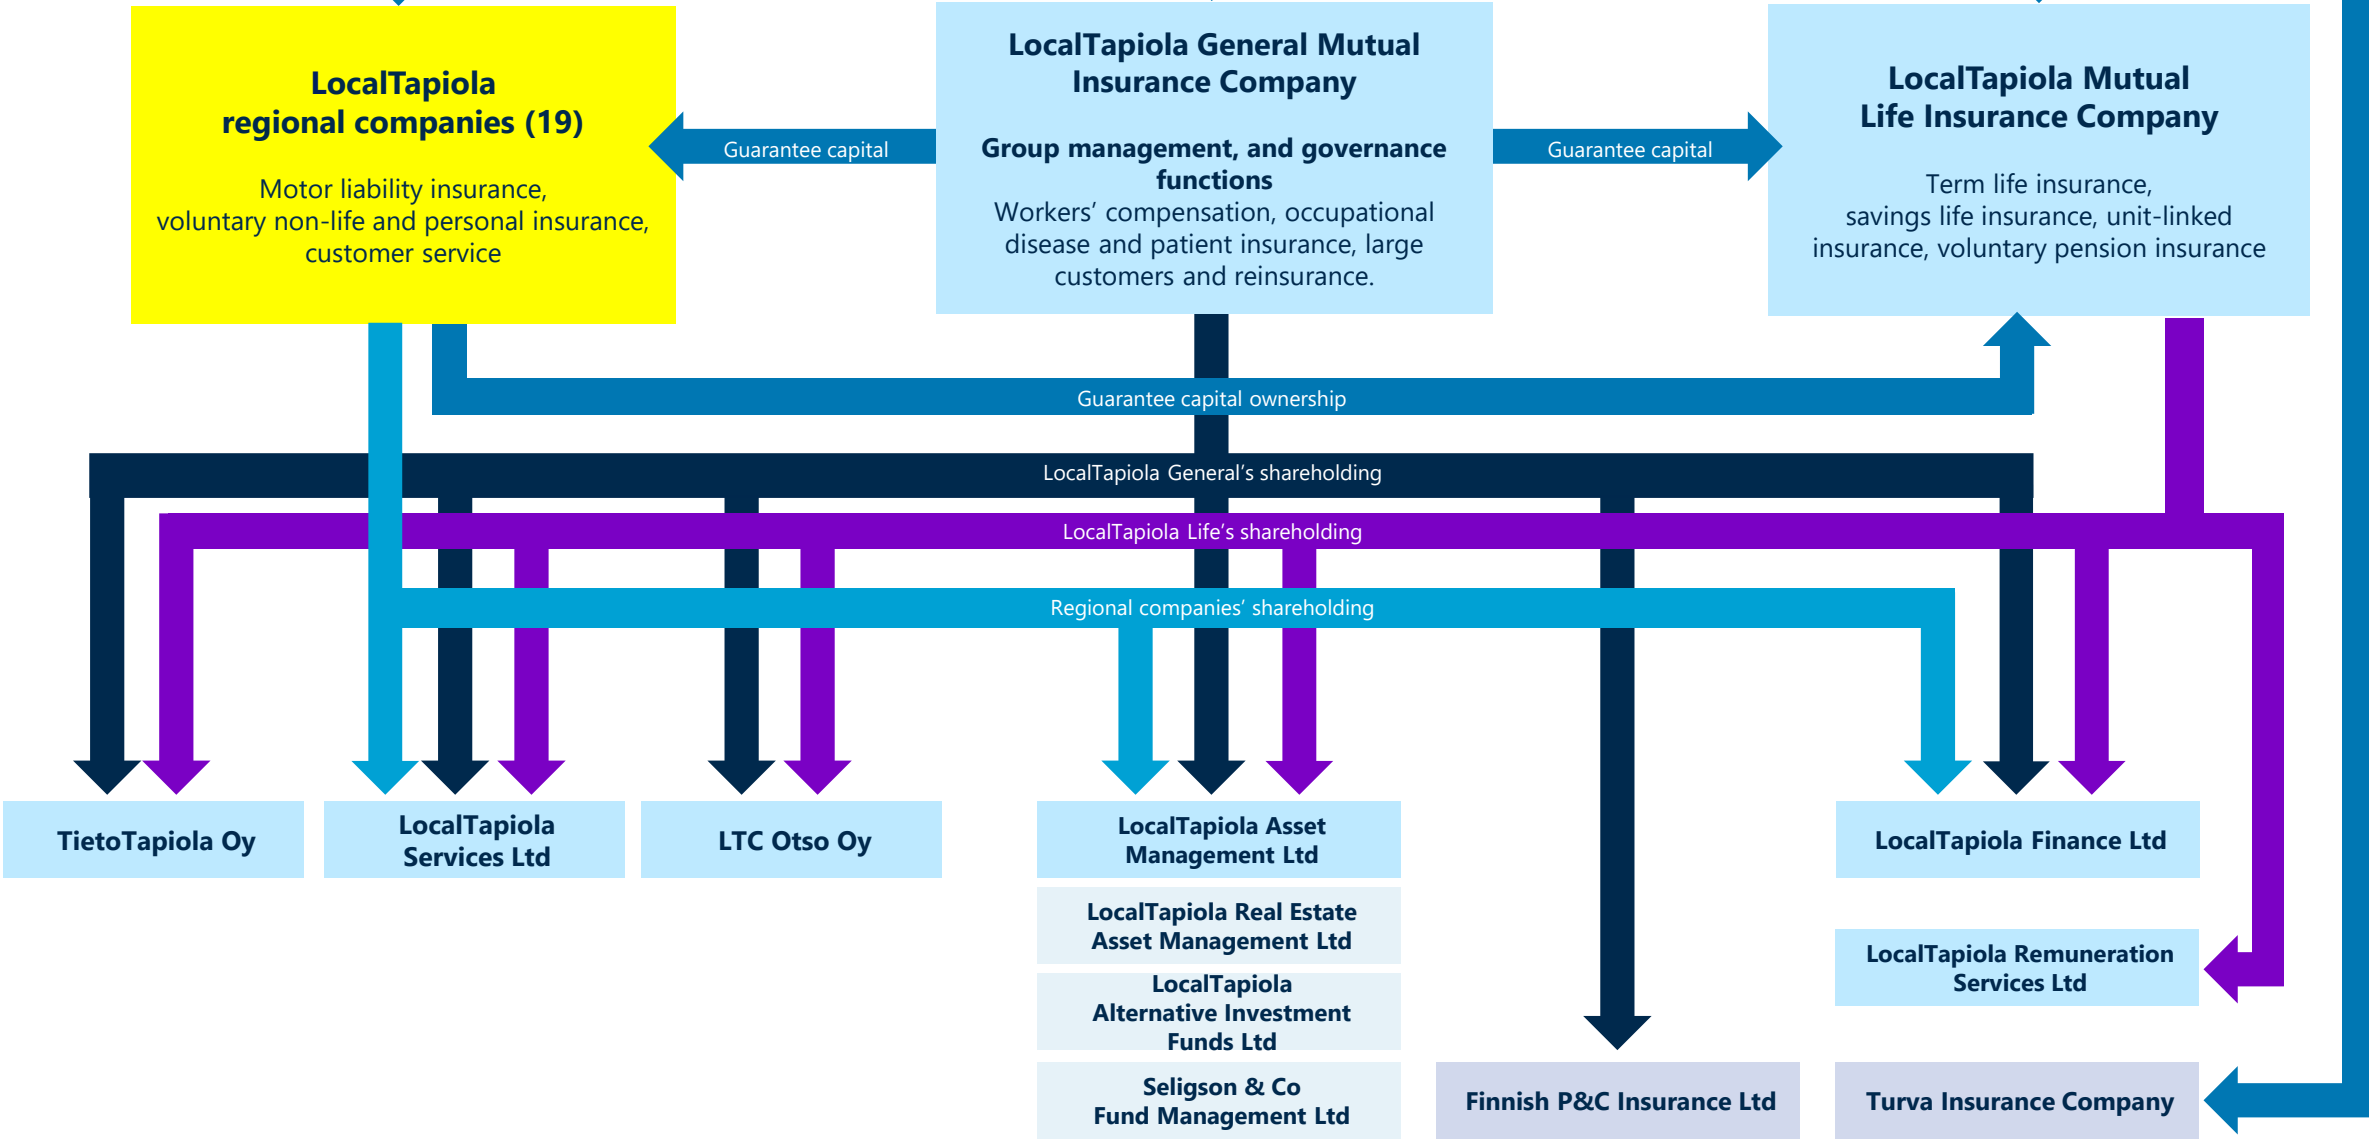 LocalTapiola
regional companies (19)
Motor liability insurance,
voluntary non-life and personal insurance,
customer service
Guarantee capital
LocalTapiola General Mutual
Insurance Company
Group management, and governance
functions
Workers’ compensation, occupational
disease and patient insurance, large
customers and reinsurance.
Guarantee capital
LocalTapiola Mutual
Life Insurance Company
Term life insurance,
savings life insurance, unit-linked
insurance, voluntary pension insurance
Guarantee capital ownership
LocalTapiola General’s shareholding
LocalTapiola Life’s shareholding
Regional companies’ shareholding
TietoTapiola Oy
LocalTapiola
Services Ltd
LTC Otso Oy
LocalTapiola Asset
Management Ltd
LocalTapiola Finance Ltd
LocalTapiola Real Estate
Asset Management Ltd
LocalTapiola Remuneration
Services Ltd
LocalTapiola
Alternative Investment
Funds Ltd
Seligson & Co
Fund Management Ltd
Finnish P&C Insurance Ltd
Turva Insurance Company